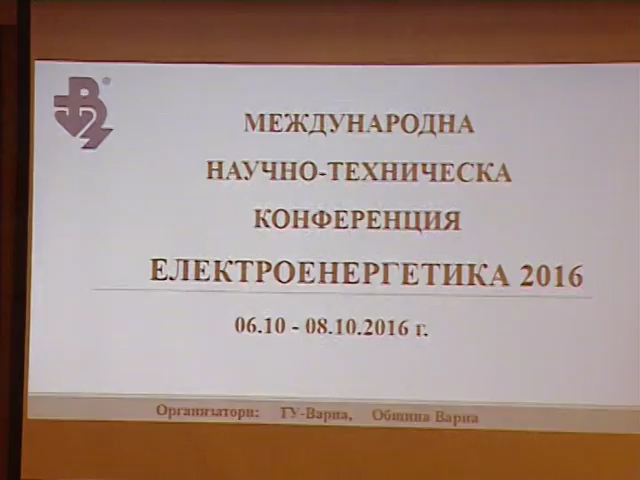 МЕЖДУНАРОДНА
НАУЧНО-ТЕХНИЧЕСКА
КОНФЕРЕНЦИЯ
ЕЛЕКТРОЕНЕРГЕТИКА 2016
06.10 - 08.10.2016 г.
Организатори: ТУ-Варна, Община Варна